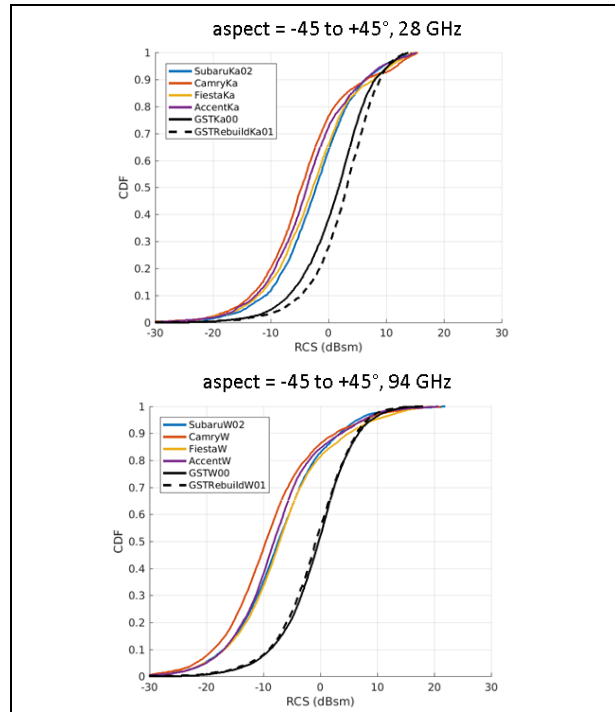 aspect = -45 to +45°, 28 GHz
1
0.9
0.8
0.7
0.6
0.5
0.4
0.3
0.2
0.1
0
CDF
SubaruKa02
CamryKa
FiestaKa
AccentKa
GSTKa00
GSTRebuildKa01
-30 -20 -10 0 10 20 30
RCS (dBsm)
aspect = -45 to +45°, 94 GHz
1
0.9
0.8
0.7
0.6
0.5
0.4
0.3
0.2
0.1
0
CDF
SubaruW02
CamryW
FiestaW
AccentW
GSTW00
GSTRebuildW01
-30 -20 -10 0 10 20 30
RCS (dBsm)